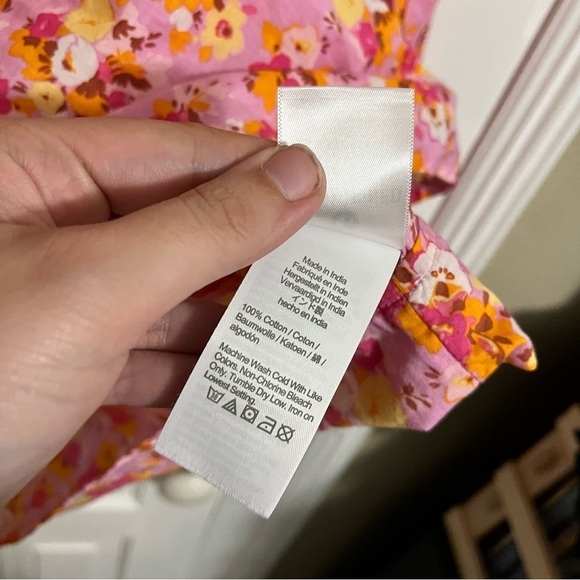 Made in India
Fabriqué en Inde
Hergestelt in Indien
Vervaardigd in India
インド製
hecho en India
100% Cotton / Coton /
Baumwolle / Katoen / 綿 /
algodón
Machine Wash Cold With Like
Colors. Non-Chlorine Bleach
Only. Tumble Dry Low. Iron on
Lowest Setting.